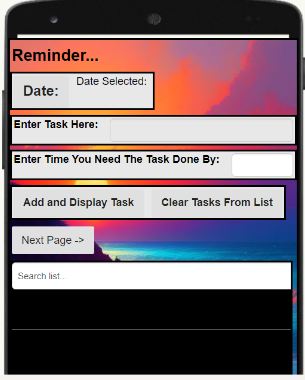 Reminder...
Date: Date Selected:
Enter Task Here:
Enter Time You Need The Task Done By:
Add and Display Task Clear Tasks From List
Next Page ->
Search list...